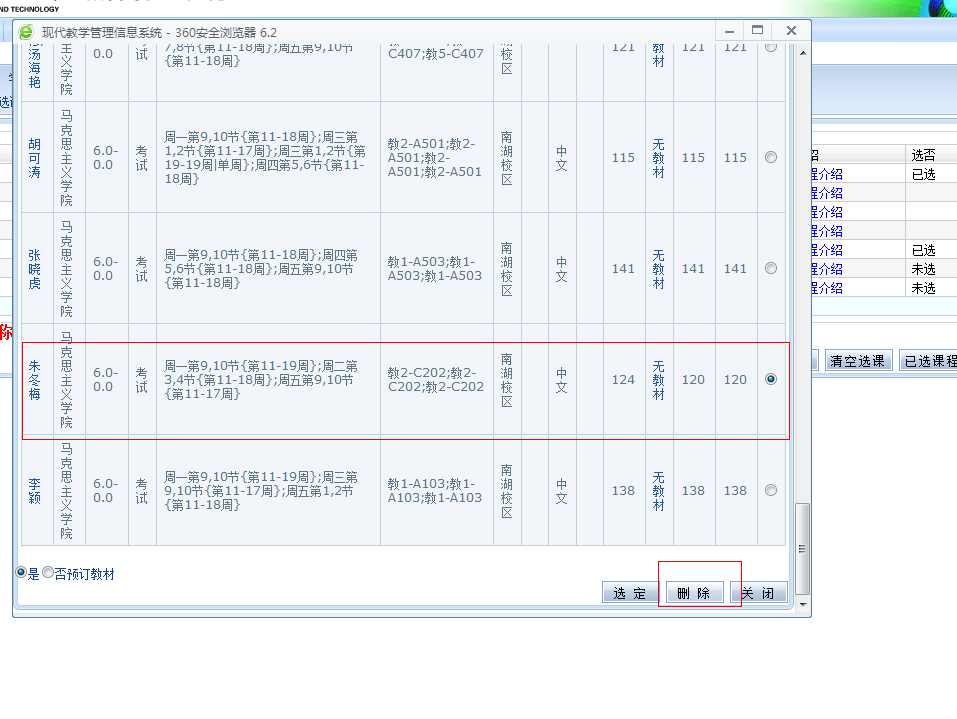 ND TECHNOLOGY
现代教学管理信息系统 - 360安全浏览器 6.2
汤海艳
主义学院
0.0
试
7,8节{第11-18周};周五第9,10节
{第11-18周}
C407;教5-C407
校区
121
教材
121
121
胡可涛
马克思主义学院
6.0-
0.0
考试
周一第9,10节{第11-18周};周三第
1,2节{第11-17周};周三第1,2节{第
19-19周|单周};周四第5,6节{第11-
18周}
教2-A501;教2-
A501;教2-
A501;教2-A501
南湖校区
中文
115
无教材
115
115
张晓虎
马克思主义学院
6.0-
0.0
考试
周一第9,10节{第11-18周};周四第
5,6节{第11-18周};周五第9,10节
{第11-18周}
教1-A503;教1-
A503;教1-A503
南湖校区
中文
141
无教材
141
141
朱冬梅
马克思主义学院
6.0-
0.0
考试
周一第9,10节{第11-19周};周二第
3,4节{第11-18周};周五第9,10节
{第11-17周}
教2-C202;教2-
C202;教2-C202
南湖校区
中文
124
无教材
120
120
李颖
马克思主义学院
6.0-
0.0
考试
周一第9,10节{第11-19周};周三第
9,10节{第11-17周};周五第1,2节
{第11-18周}
教1-A103;教1-
A103;教1-A103
南湖校区
中文
138
无教材
138
138
是 否预订教材
选 定 删 除 关 闭
绍 选否
程介绍 已选
程介绍
程介绍
程介绍
程介绍 已选
程介绍 未选
程介绍 未选
清空选课 已选课程
你